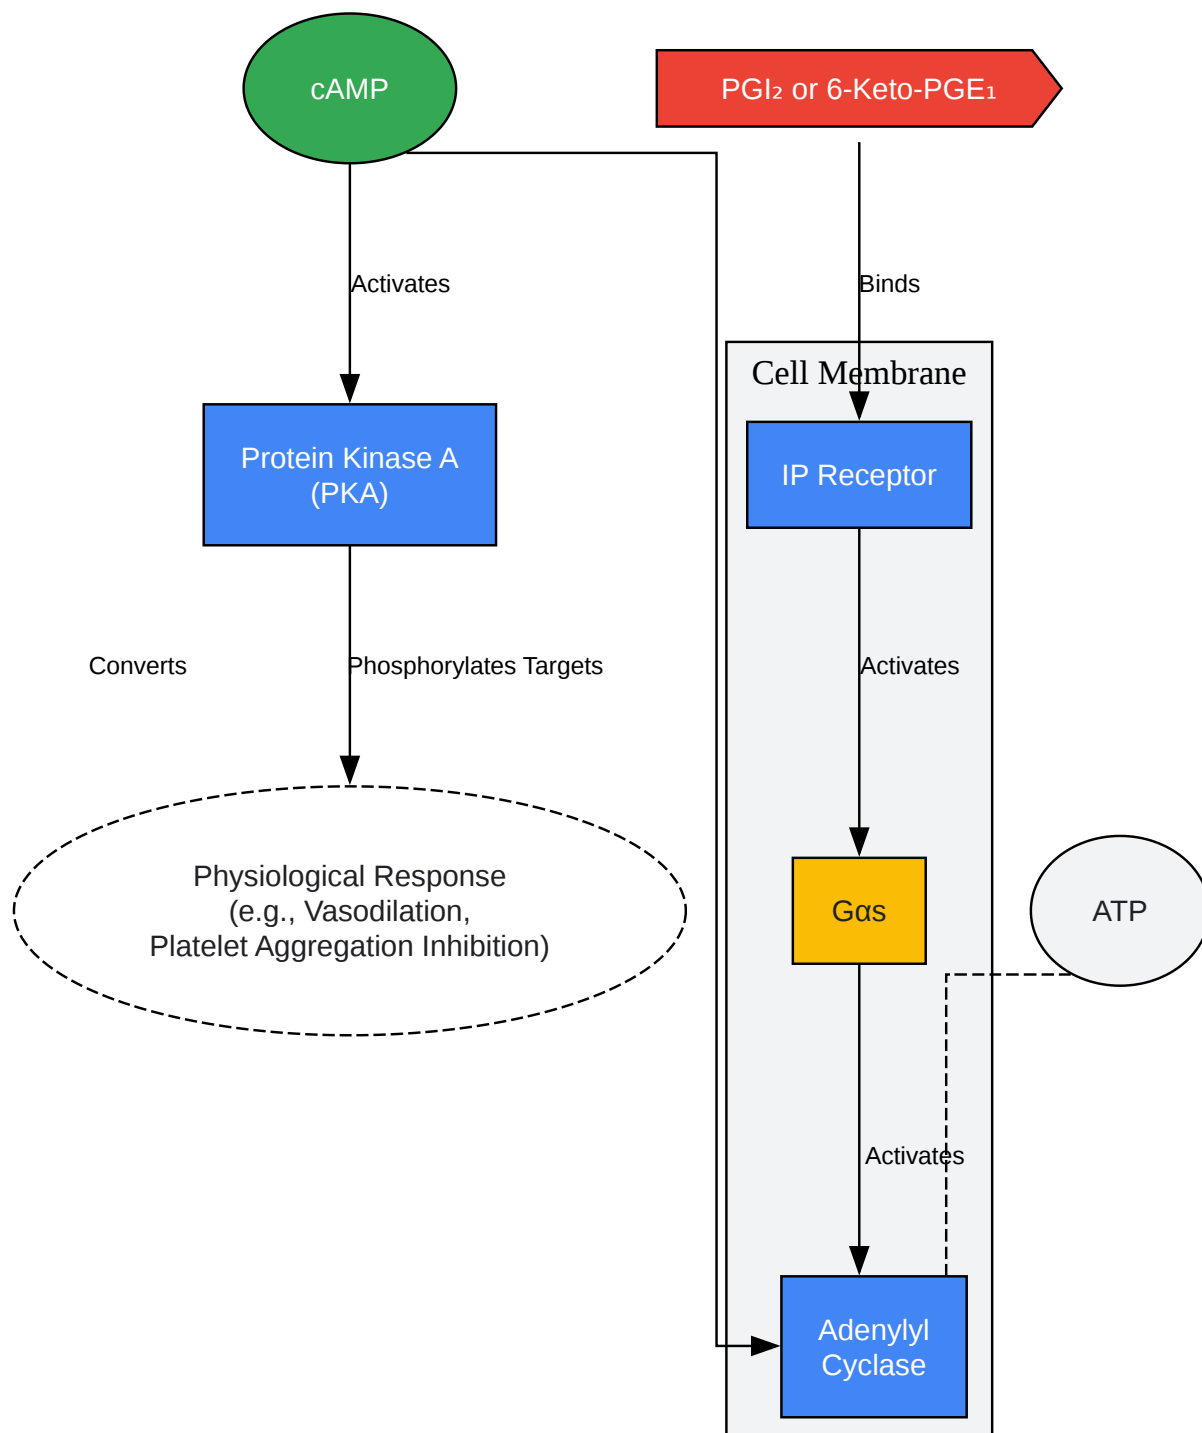 cAMP
PGI₂ or 6-Keto-PGE₁
Activates
Binds
Cell Membrane
Protein Kinase A
(PKA)
IP Receptor
Converts
Phosphorylates Targets
Activates
Physiological Response
(e.g., Vasodilation,
Platelet Aggregation Inhibition)
Gαs
ATP
Activates
Adenylyl
Cyclase